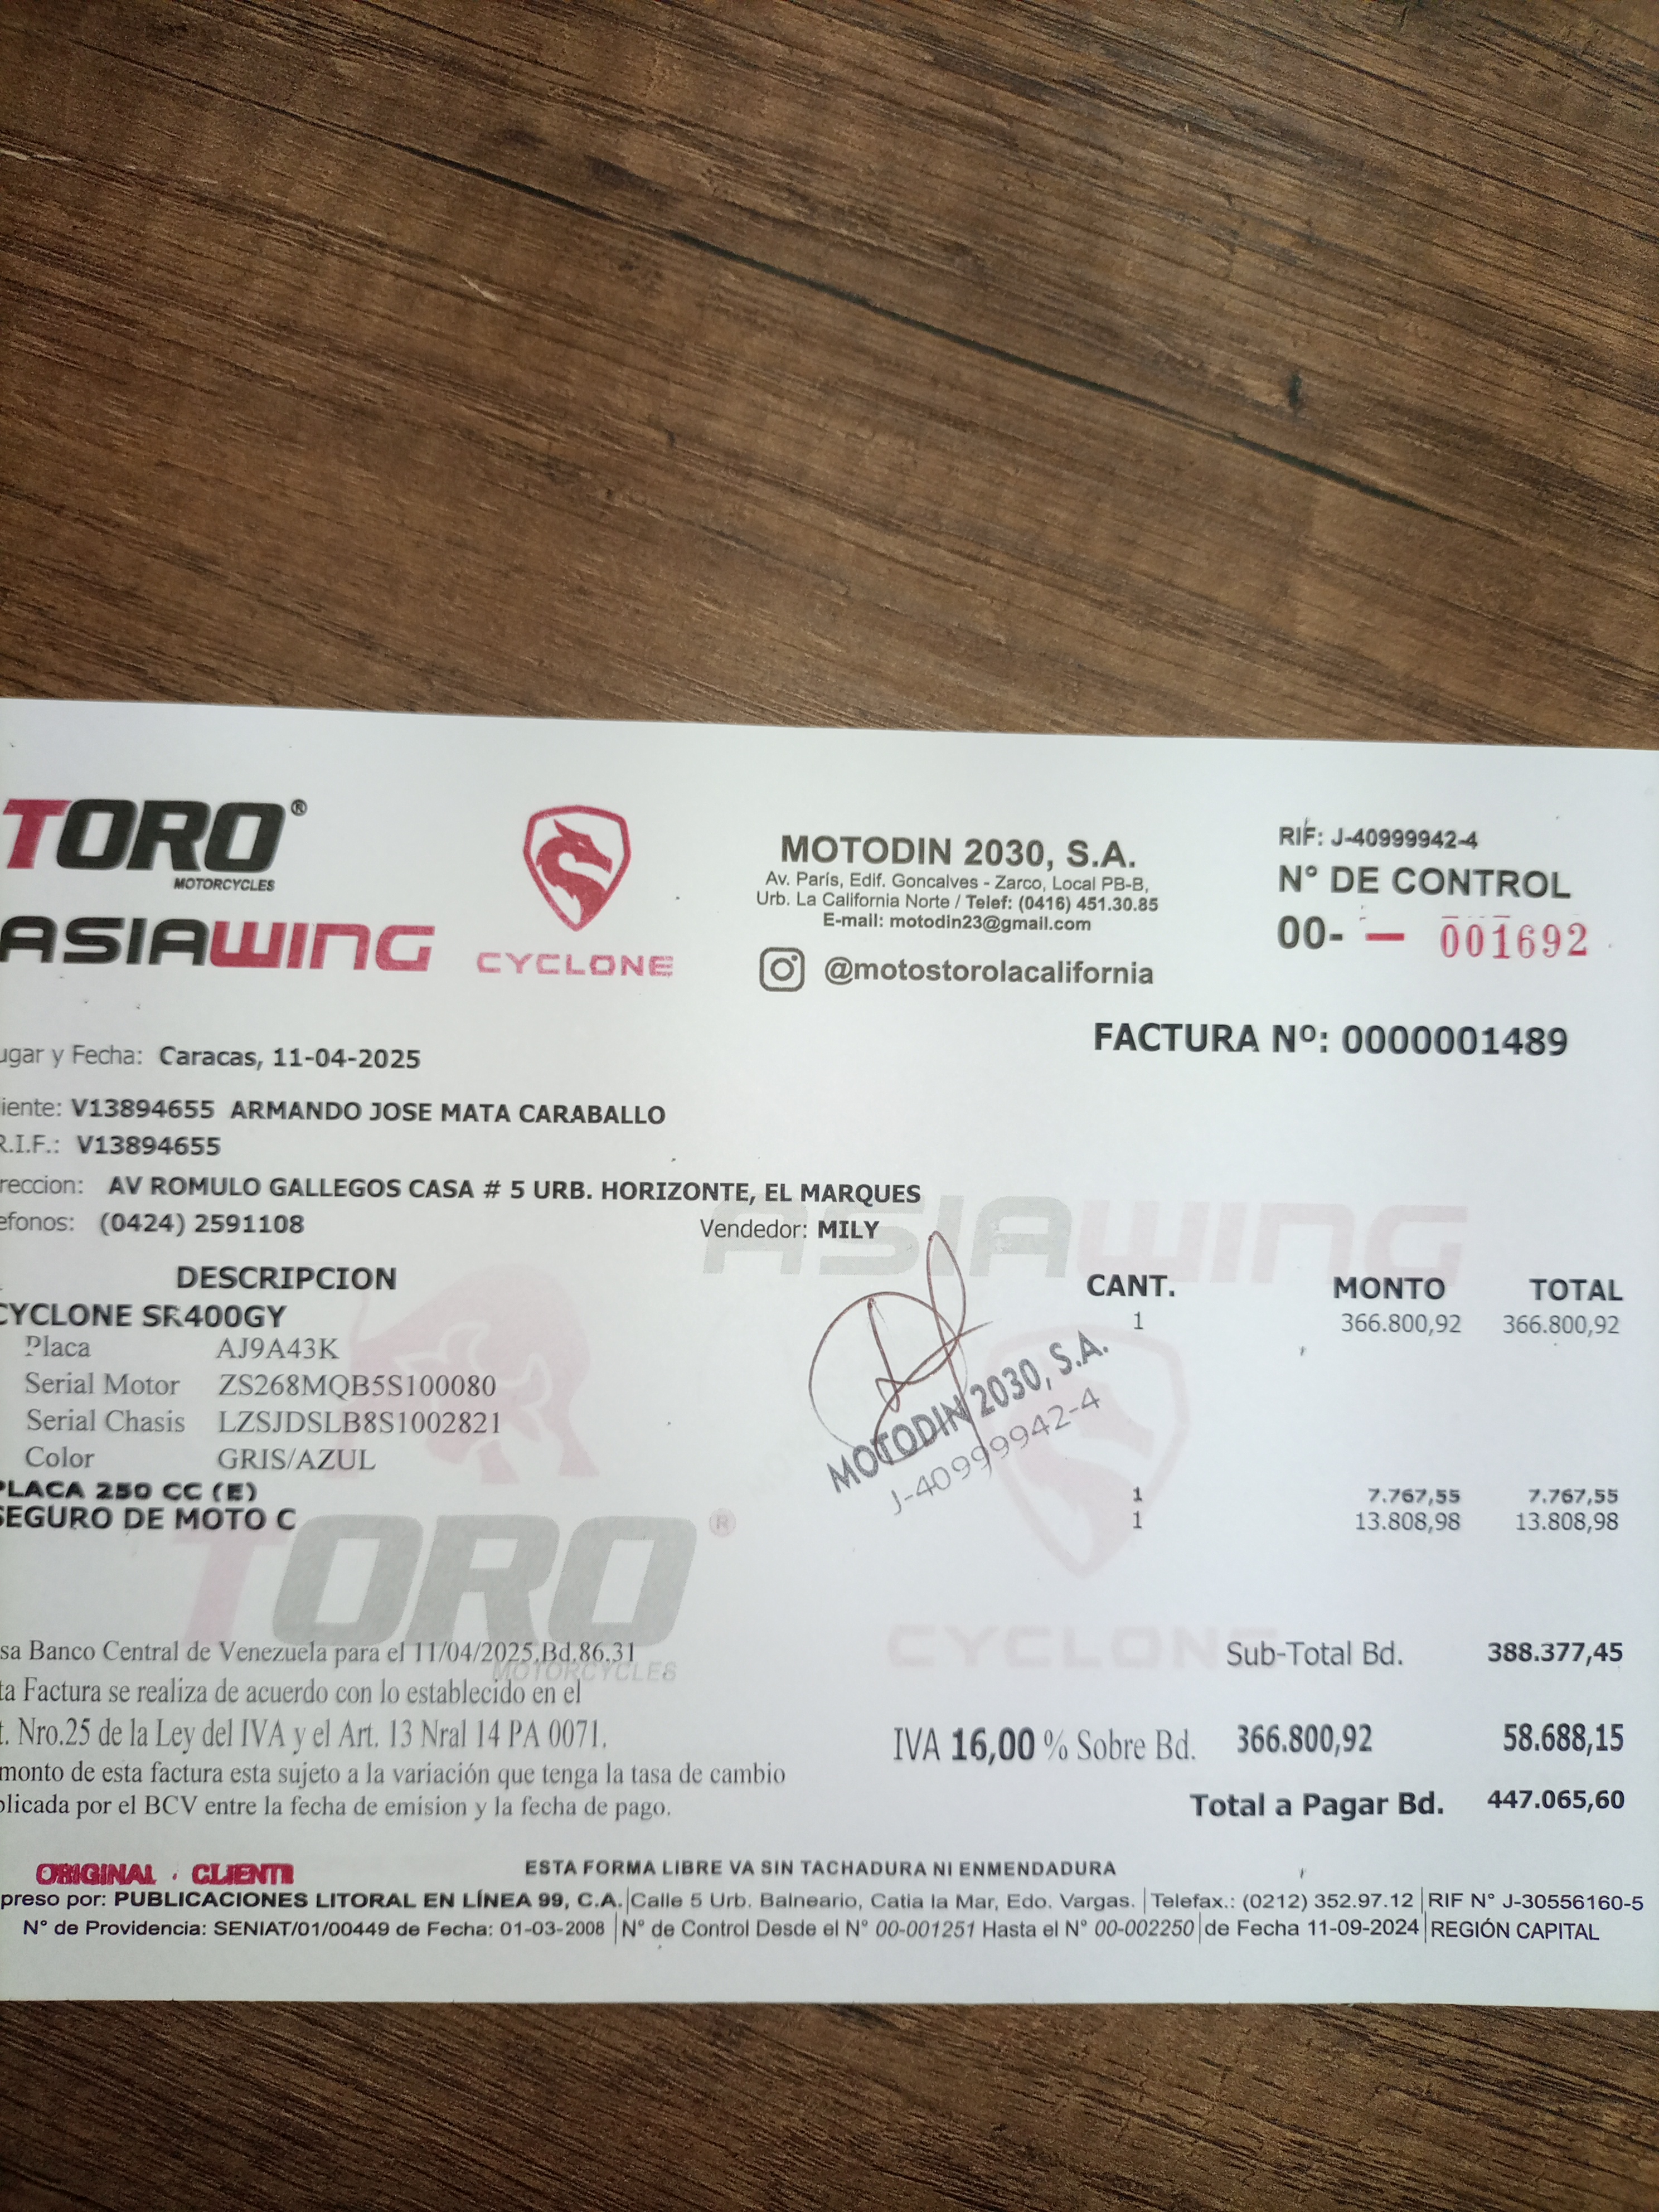 TORO®
MOTORCYCLES
ASIAWING
CYCLONE
MOTODIN 2030, S.A.
Av. París, Edif. Goncalves - Zarco, Local PB-B,
Urb. La California Norte / Telef: (0416) 451.30.85
E-mail: motodin23@gmail.com
@motostorolacalifornia
RIF: J-40999942-4
N° DE CONTROL
00- — 001692
FACTURA Nº: 0000001489
ugar y Fecha: Caracas, 11-04-2025
iente: V13894655 ARMANDO JOSE MATA CARABALLO
R.I.F.: V13894655
reccion: AV ROMULO GALLEGOS CASA # 5 URB. HORIZONTE, EL MARQUES
efonos: (0424) 2591108 Vendedor: MILY
DESCRIPCION CANT. MONTO TOTAL
CYCLONE SR400GY 1 366.800,92 366.800,92
Placa AJ9A43K
Serial Motor ZS268MQB5S100080
Serial Chasis LZSJDSLB8S1002821
Color GRIS/AZUL
PLACA 250 CC (E) 1 7.767,55 7.767,55
SEGURO DE MOTO C 1 13.808,98 13.808,98
MOTODIN 2030, S.A.
J-40999942-4
ASIAWING
TORO®
MOTORCYCLES
CYCLON
sa Banco Central de Venezuela para el 11/04/2025.Bd.86.31
ta Factura se realiza de acuerdo con lo establecido en el
t. Nro.25 de la Ley del IVA y el Art. 13 Nral 14 PA 0071.
monto de esta factura esta sujeto a la variación que tenga la tasa de cambio
plicada por el BCV entre la fecha de emision y la fecha de pago.
Sub-Total Bd. 388.377,45
IVA 16,00 % Sobre Bd. 366.800,92 58.688,15
Total a Pagar Bd. 447.065,60
ORIGINAL · CLIENTE
ESTA FORMA LIBRE VA SIN TACHADURA NI ENMENDADURA
preso por: PUBLICACIONES LITORAL EN LÍNEA 99, C.A. | Calle 5 Urb. Balneario, Catia la Mar, Edo. Vargas. | Telefax.: (0212) 352.97.12 | RIF N° J-30556160-5
N° de Providencia: SENIAT/01/00449 de Fecha: 01-03-2008 | N° de Control Desde el N° 00-001251 Hasta el N° 00-002250 | de Fecha 11-09-2024 | REGIÓN CAPITAL